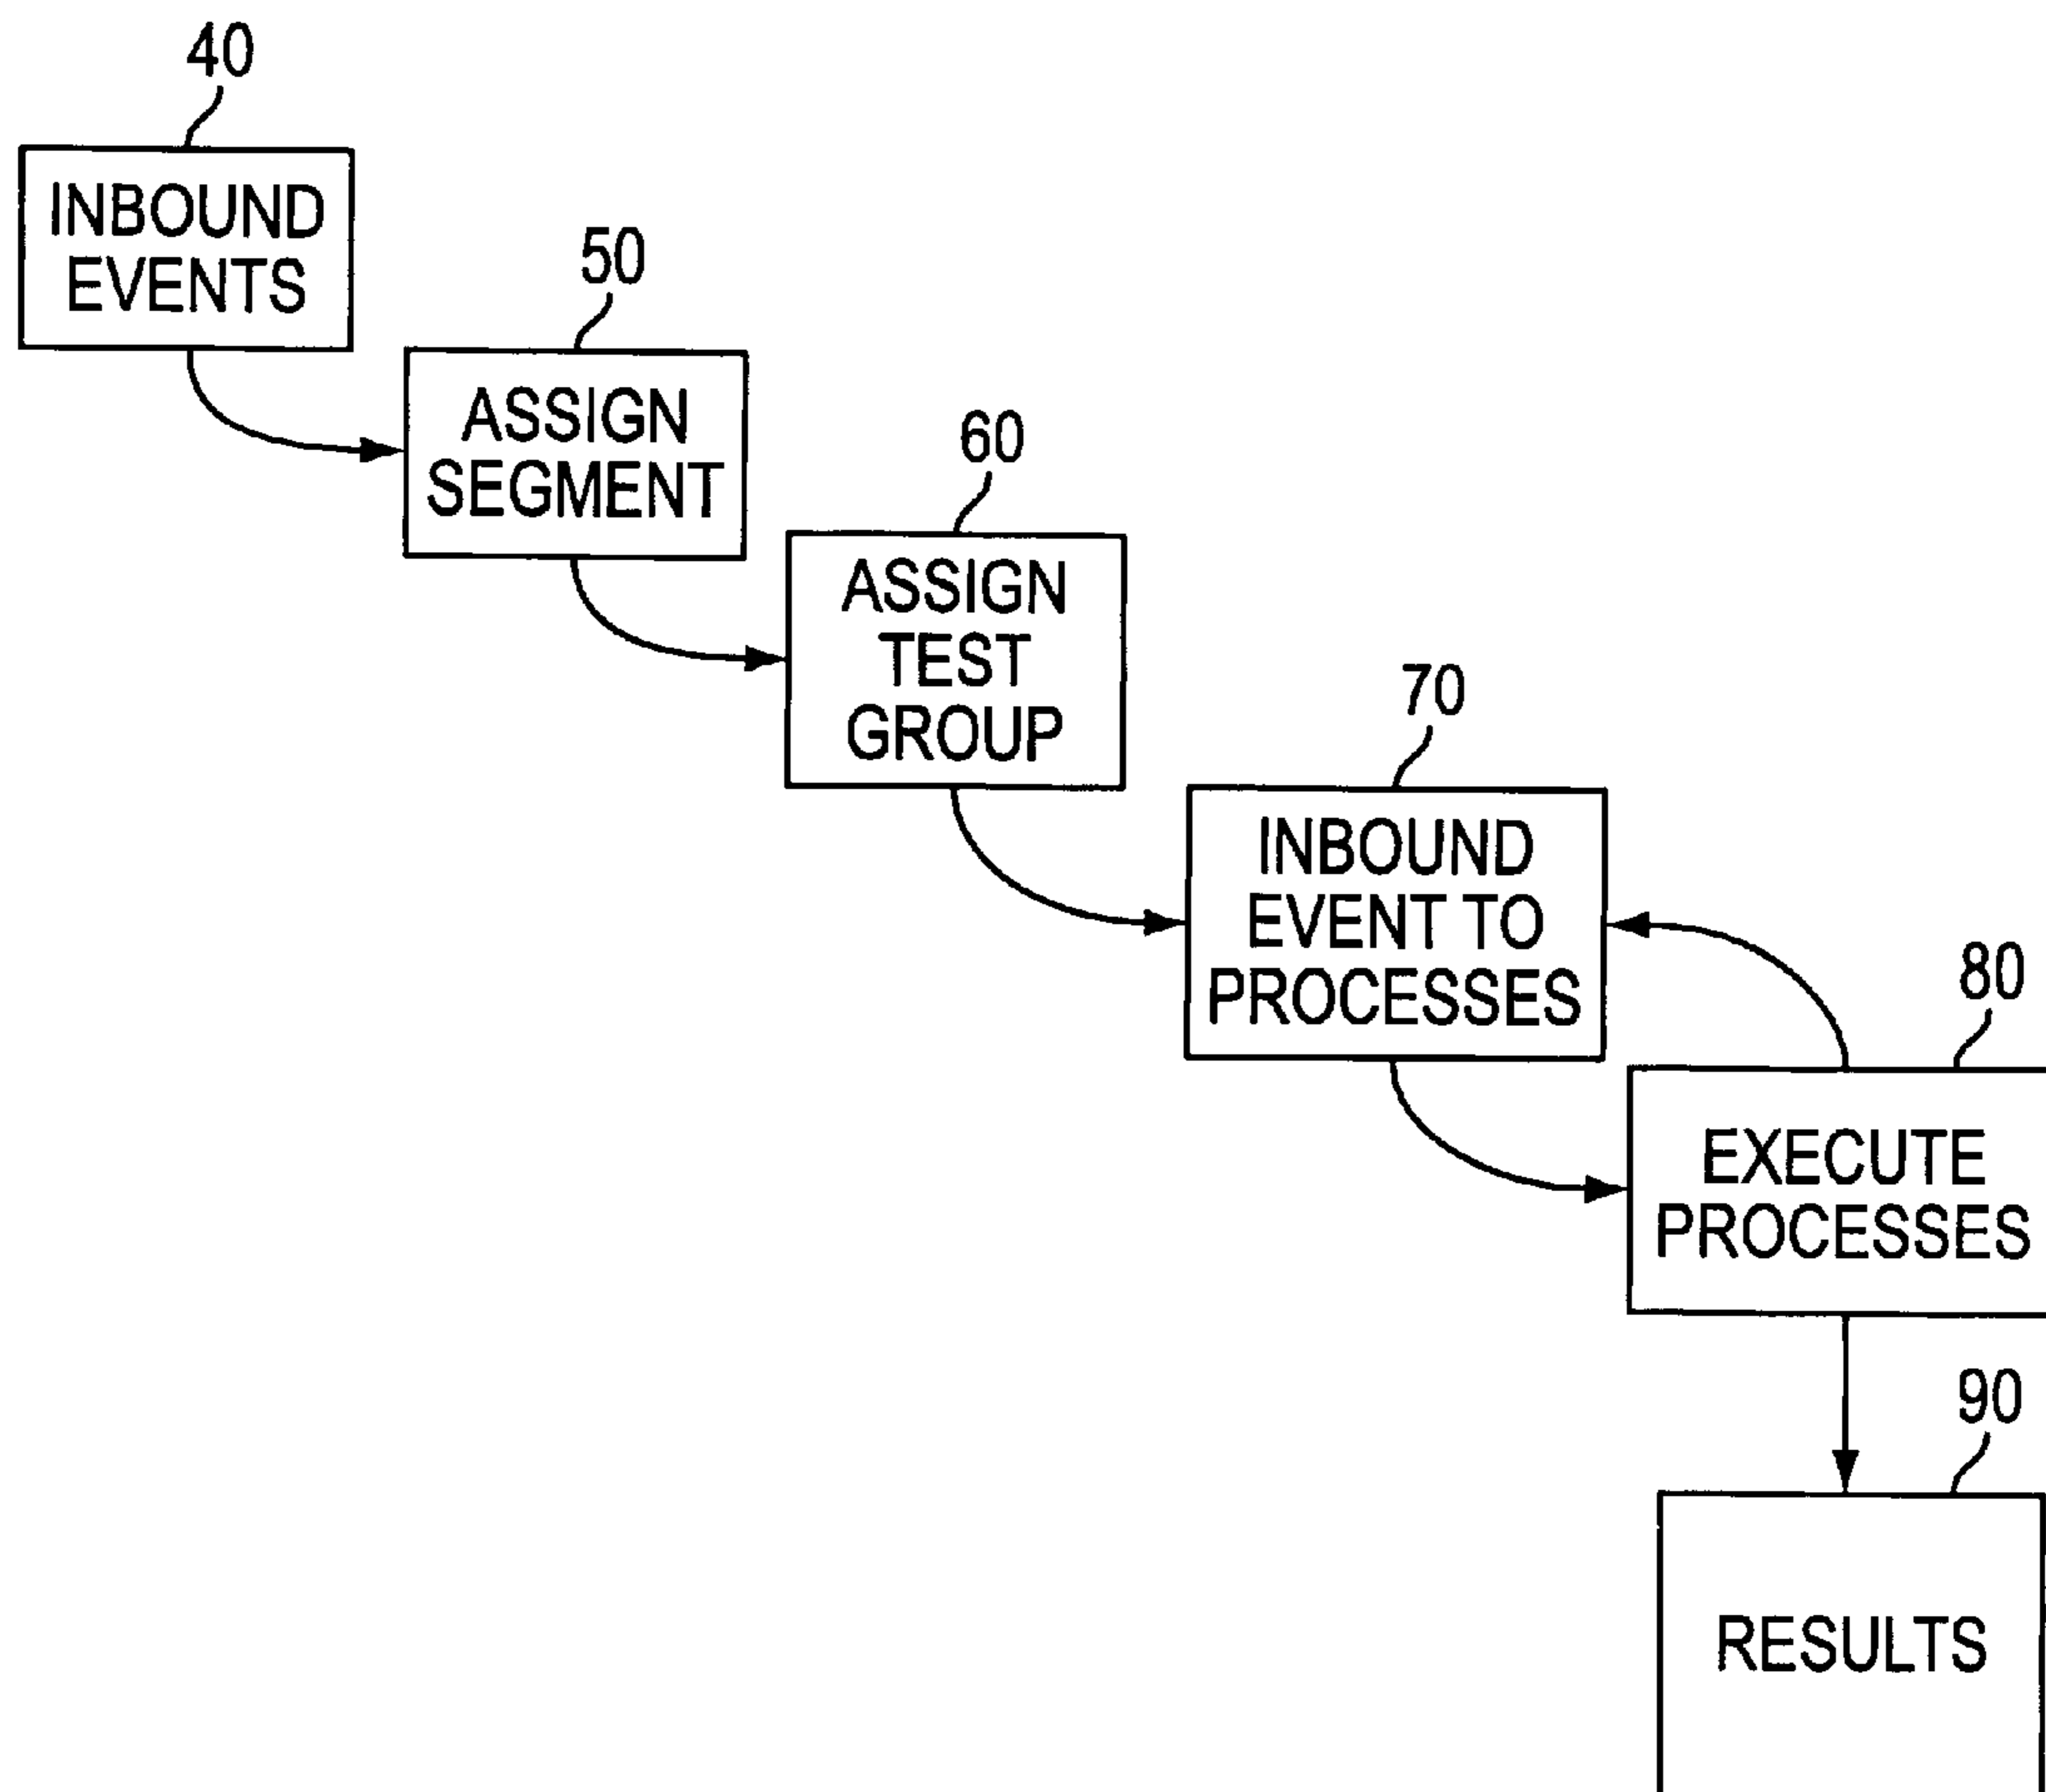 40
INBOUND
EVENTS
50
ASSIGN
SEGMENT
60
ASSIGN
TEST
GROUP
70
INBOUND
EVENT TO
PROCESSES
80
EXECUTE
PROCESSES
90
RESULTS